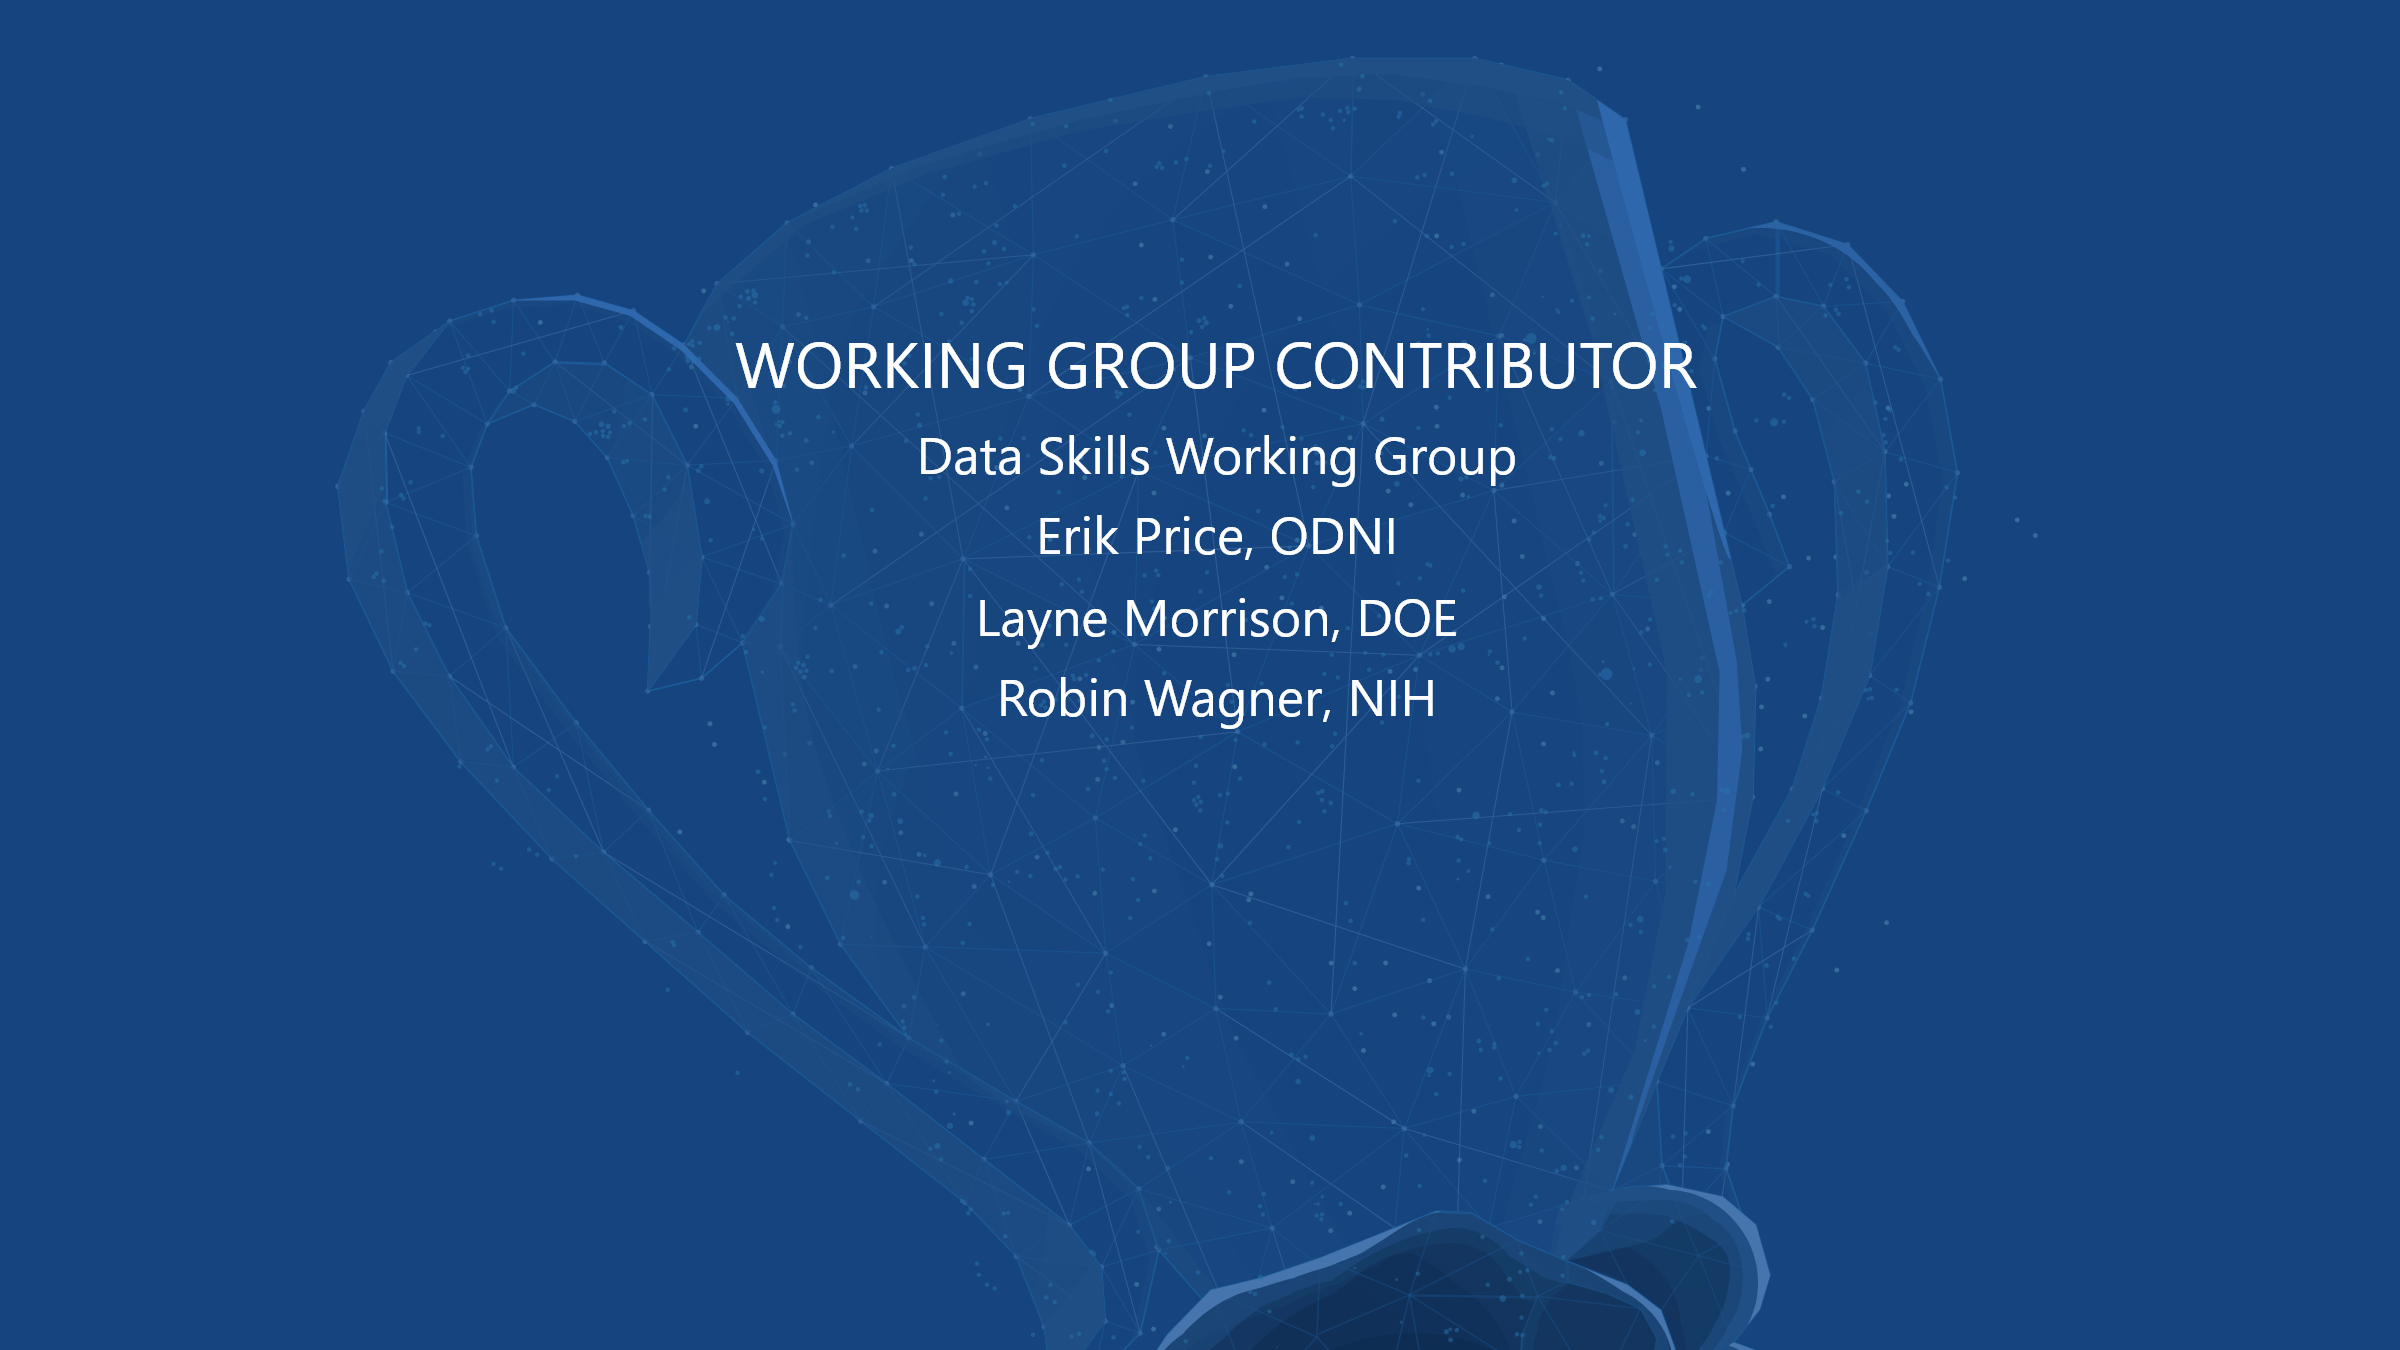 WORKING GROUP CONTRIBUTOR
Data Skills Working Group
Erik Price, ODNI
Layne Morrison, DOE
Robin Wagner, NIH